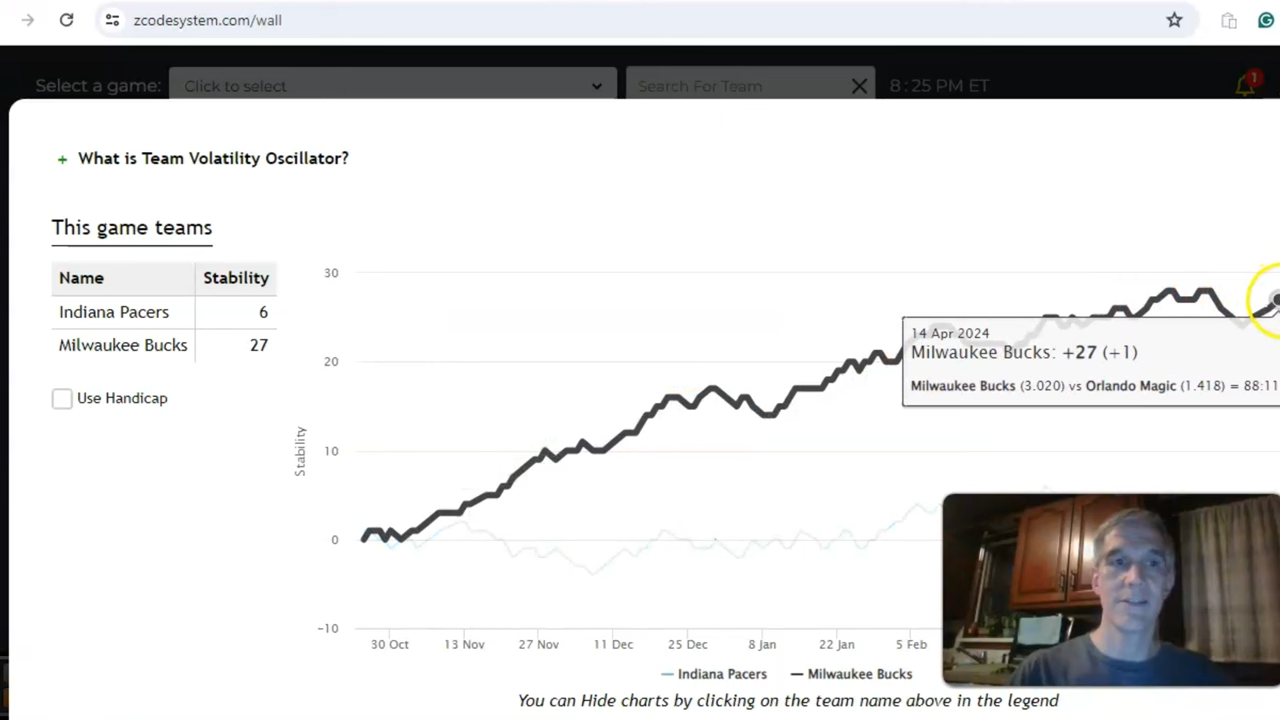 zcodesystem.com/wall
Select a game: Click to select Search For Team 8:25 PM ET 1
+ What is Team Volatility Oscillator?
This game teams
Name Stability
Indiana Pacers 6
Milwaukee Bucks 27
Use Handicap
Stability
30
20
10
0
-10
14 Apr 2024
Milwaukee Bucks: +27 (+1)
Milwaukee Bucks (3.020) vs Orlando Magic (1.418) = 88:11
30 Oct 13 Nov 27 Nov 11 Dec 25 Dec 8 Jan 22 Jan 5 Feb
Indiana Pacers Milwaukee Bucks
You can Hide charts by clicking on the team name above in the legend